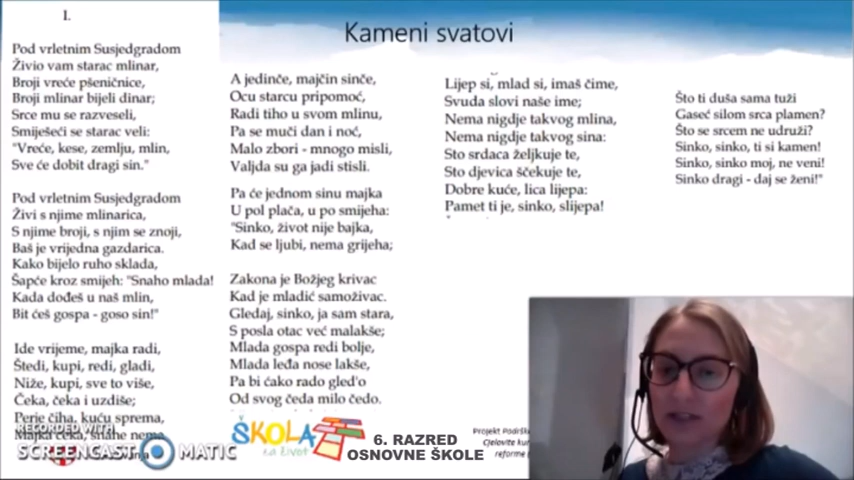 Kameni svatovi
I.
Pod vrletnim Susjedgradom
Živio vam starac mlinar,
Broji vreće pšeničnice,
Broji mlinar bijeli dinar;
Srce mu se razveseli,
Smiješeći se starac veli:
"Vreće, kese, zemlju, mlin,
Sve će dobit dragi sin."
Pod vrletnim Susjedgradom
Živi s njime mlinarica,
S njime broji, s njim se znoji,
Baš je vrijedna gazdarica.
Kako bijelo ruho sklada,
Šapće kroz smijeh: "Snaho mlada!
Kada dođeš u naš mlin,
Bit ćeš gospa - goso sin!"
Ide vrijeme, majka radi,
Štedi, kupi, redi, gladi,
Niže, kupi, sve to više,
Čeka, čeka i uzdiše;
Perje čiha, kuću sprema,
Majka čeka, snahe nema
A jedinče, majčin sinče,
Ocu starcu pripomoć,
Radi tiho u svom mlinu,
Pa se muči dan i noć,
Malo zbori - mnogo misli,
Valjda su ga jadi stisli.
Pa će jednom sinu majka
U pol plača, u po smijeha:
"Sinko, život nije bajka,
Kad se ljubi, nema grijeha;
Zakona je Božjeg krivac
Kad je mladić samoživac.
Gledaj, sinko, ja sam stara,
S posla otac već malakše;
Mlada gospa redi bolje,
Mlada leđa nose lakše,
Pa bi ćako rado gled'o
Od svog čeda milo čedo.
Lijep si, mlad si, imaš čime,
Svuda slovi naše ime;
Nema nigdje takvog mlina,
Nema nigdje takvog sina:
Sto srdaca željkuje te,
Sto djevica ščekuje te,
Dobre kuće, lica lijepa:
Pamet ti je, sinko, slijepa!
Što ti duša sama tuži
Gaseć silom srca plamen?
Što se srcem ne udruži?
Sinko, sinko, ti si kamen!
Sinko, sinko moj, ne veni!
Sinko dragi - daj se ženi!"
RECORDED WITH
SCREENCAST MATIC
ŠKOLA
za život
6. RAZRED
OSNOVNE ŠKOLE
Projekt Podršk
Cjelovite kur
reforme